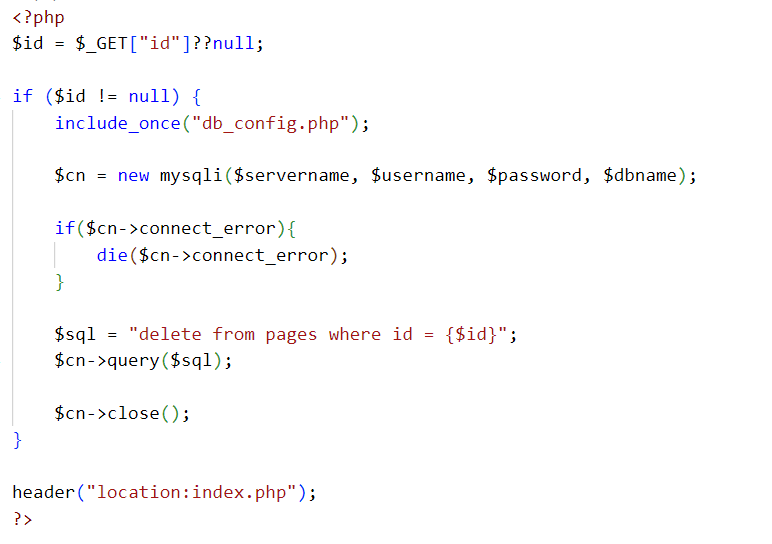 <?php
$id = $_GET["id"]??null;
if ($id != null) {
include_once("db_config.php");
$cn = new mysqli($servername, $username, $password, $dbname);
if($cn->connect_error){
die($cn->connect_error);
}
$sql = "delete from pages where id = {$id}";
$cn->query($sql);
$cn->close();
}
header("location:index.php");
?>